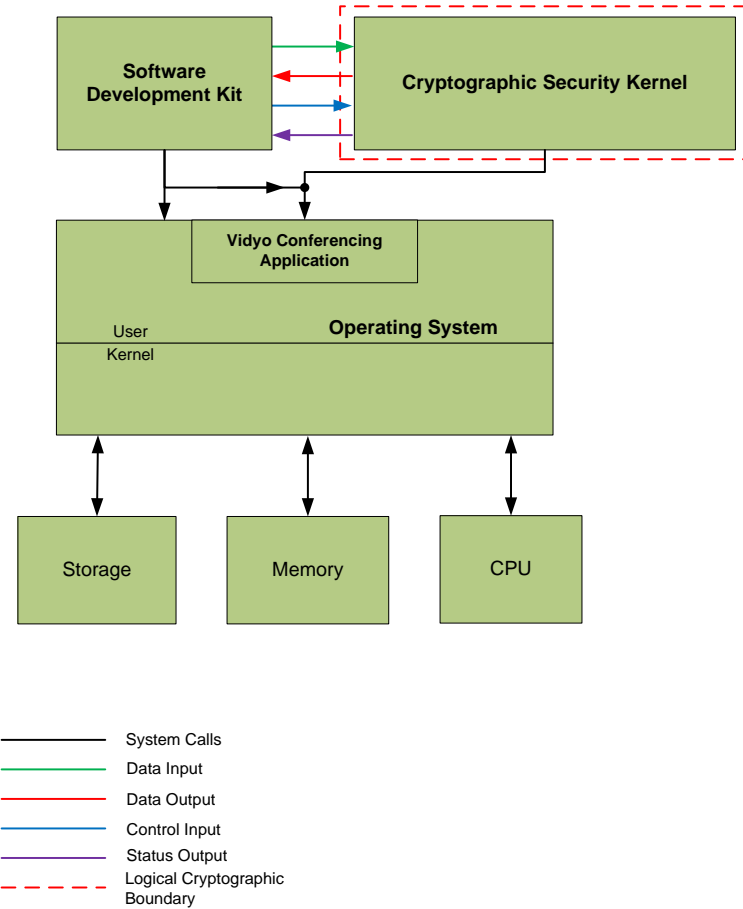 Software
Development Kit
Cryptographic Security Kernel
Vidyo Conferencing
Application
Operating System
User
Kernel
Storage
Memory
CPU
System Calls
Data Input
Data Output
Control Input
Status Output
Logical Cryptographic
Boundary